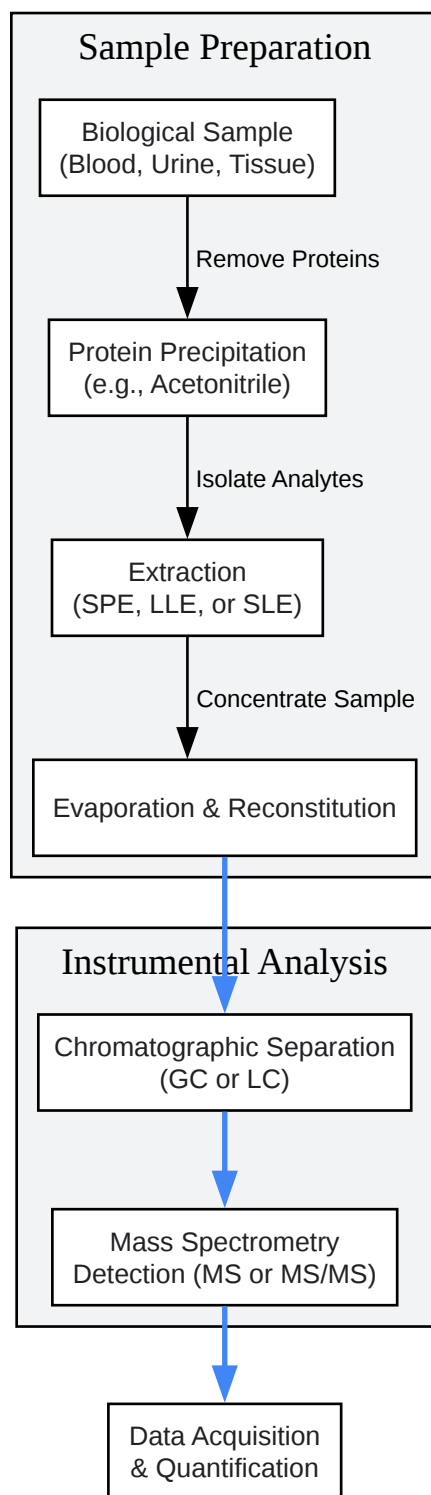 Sample Preparation
Biological Sample
(Blood, Urine, Tissue)
Remove Proteins
Protein Precipitation
(e.g., Acetonitrile)
Isolate Analytes
Extraction
(SPE, LLE, or SLE)
Concentrate Sample
Evaporation & Reconstitution
Instrumental Analysis
Chromatographic Separation
(GC or LC)
Mass Spectrometry
Detection (MS or MS/MS)
Data Acquisition
& Quantification